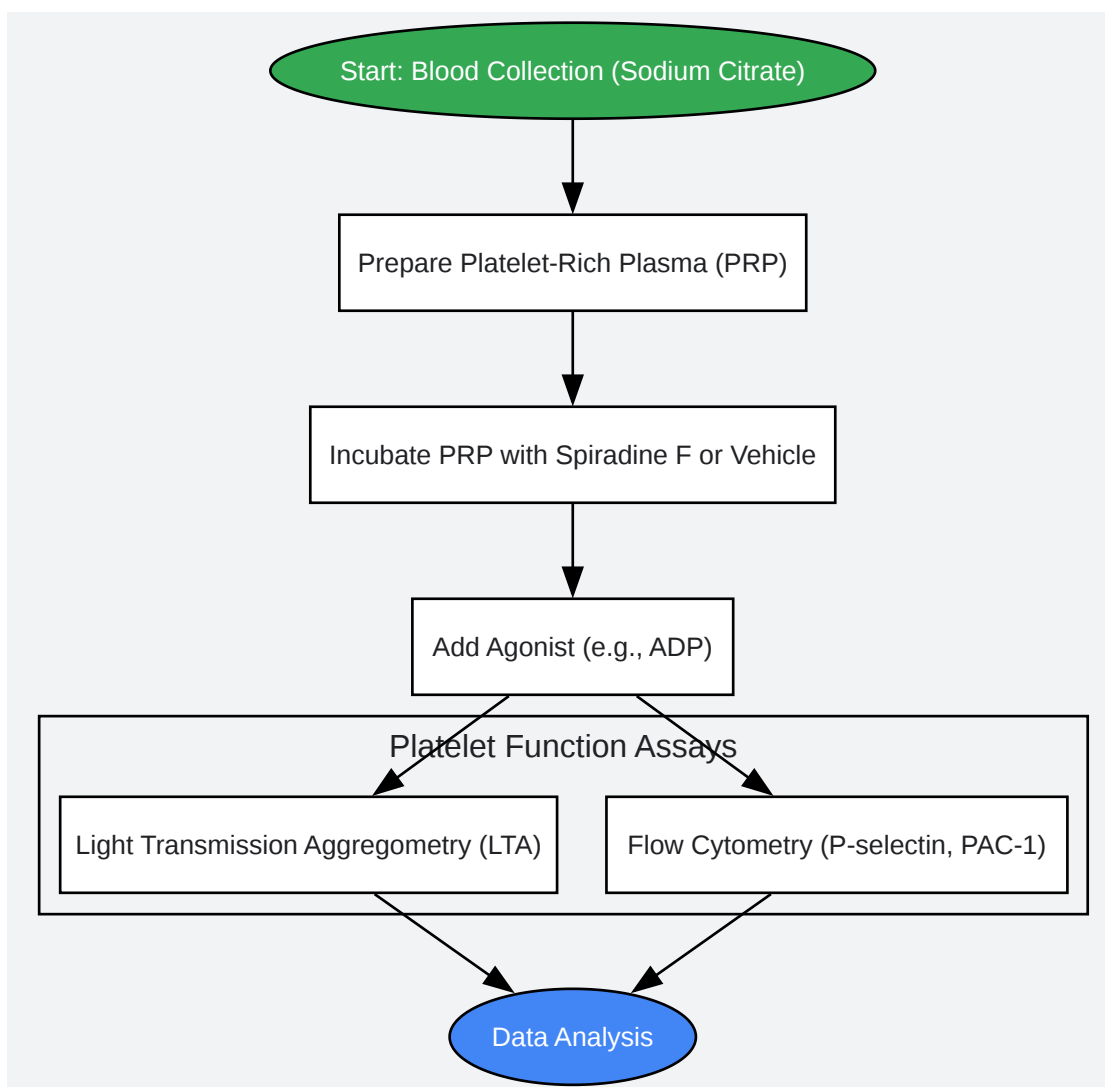 Start: Blood Collection (Sodium Citrate)
Prepare Platelet-Rich Plasma (PRP)
Incubate PRP with Spiradine F or Vehicle
Add Agonist (e.g., ADP)
Platelet Function Assays
Light Transmission Aggregometry (LTA)
Flow Cytometry (P-selectin, PAC-1)
Data Analysis